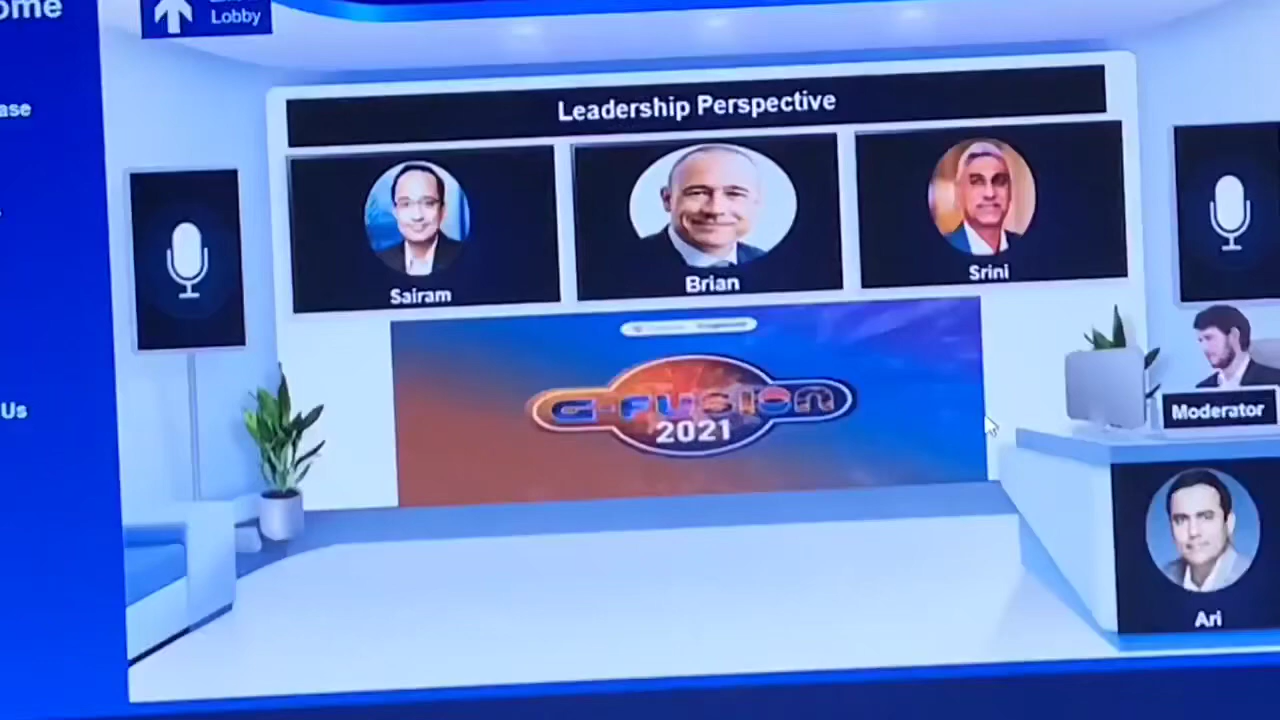 ome
Lobby
ase
Leadership Perspective
Sairam
Brian
Srini
G-FUSION
2021
Us
Moderator
Ari